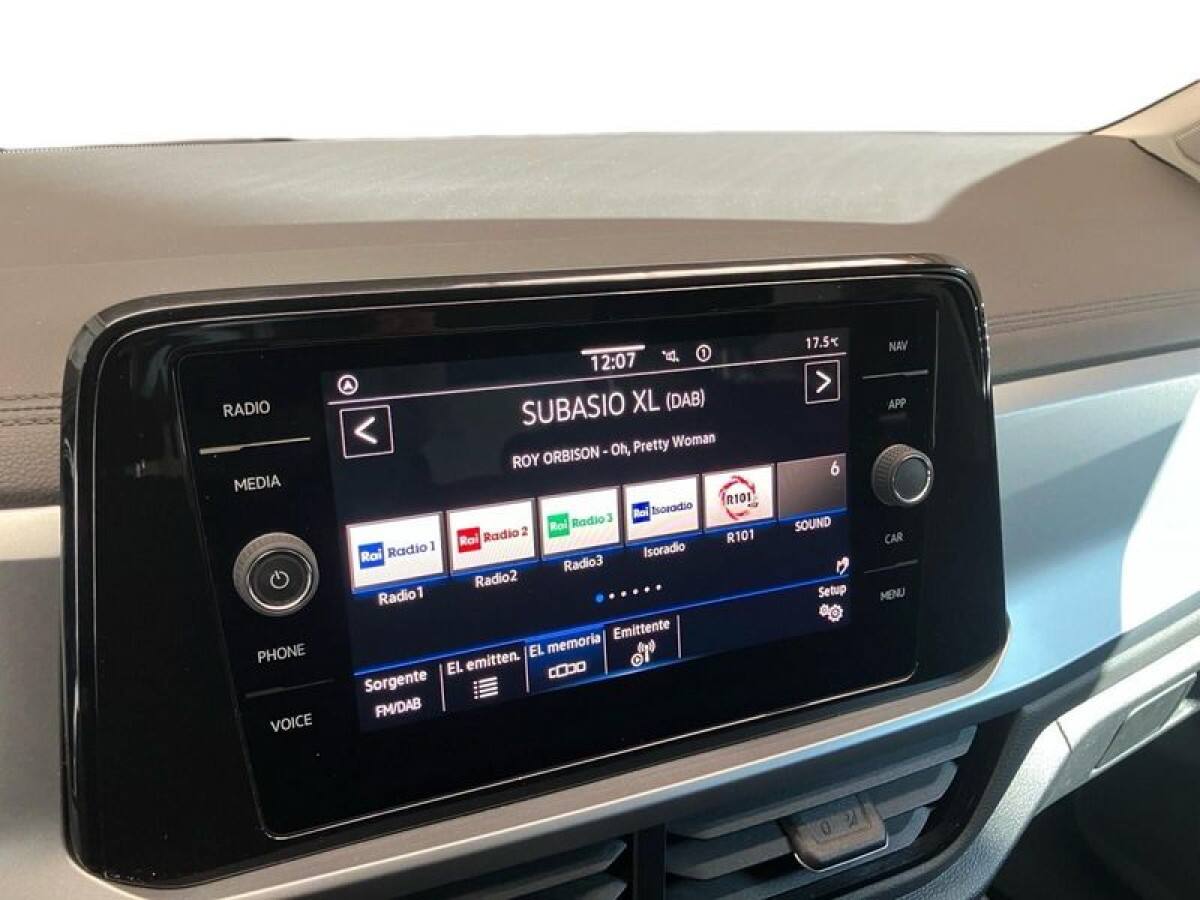 RADIO
MEDIA
PHONE
VOICE
12:07
1
17.5°C
SUBASIO XL (DAB)
ROY ORBISON - Oh, Pretty Woman
Rai Radio 1
Rai Radio 2
Rai Radio 3
Rai Isoradio
R101
6
Radio1
Radio2
Radio3
Isoradio
R101
SOUND
Setup
Sorgente
FM/DAB
El. emitten.
El. memoria
Emittente
NAV
APP
CAR
MENU
0